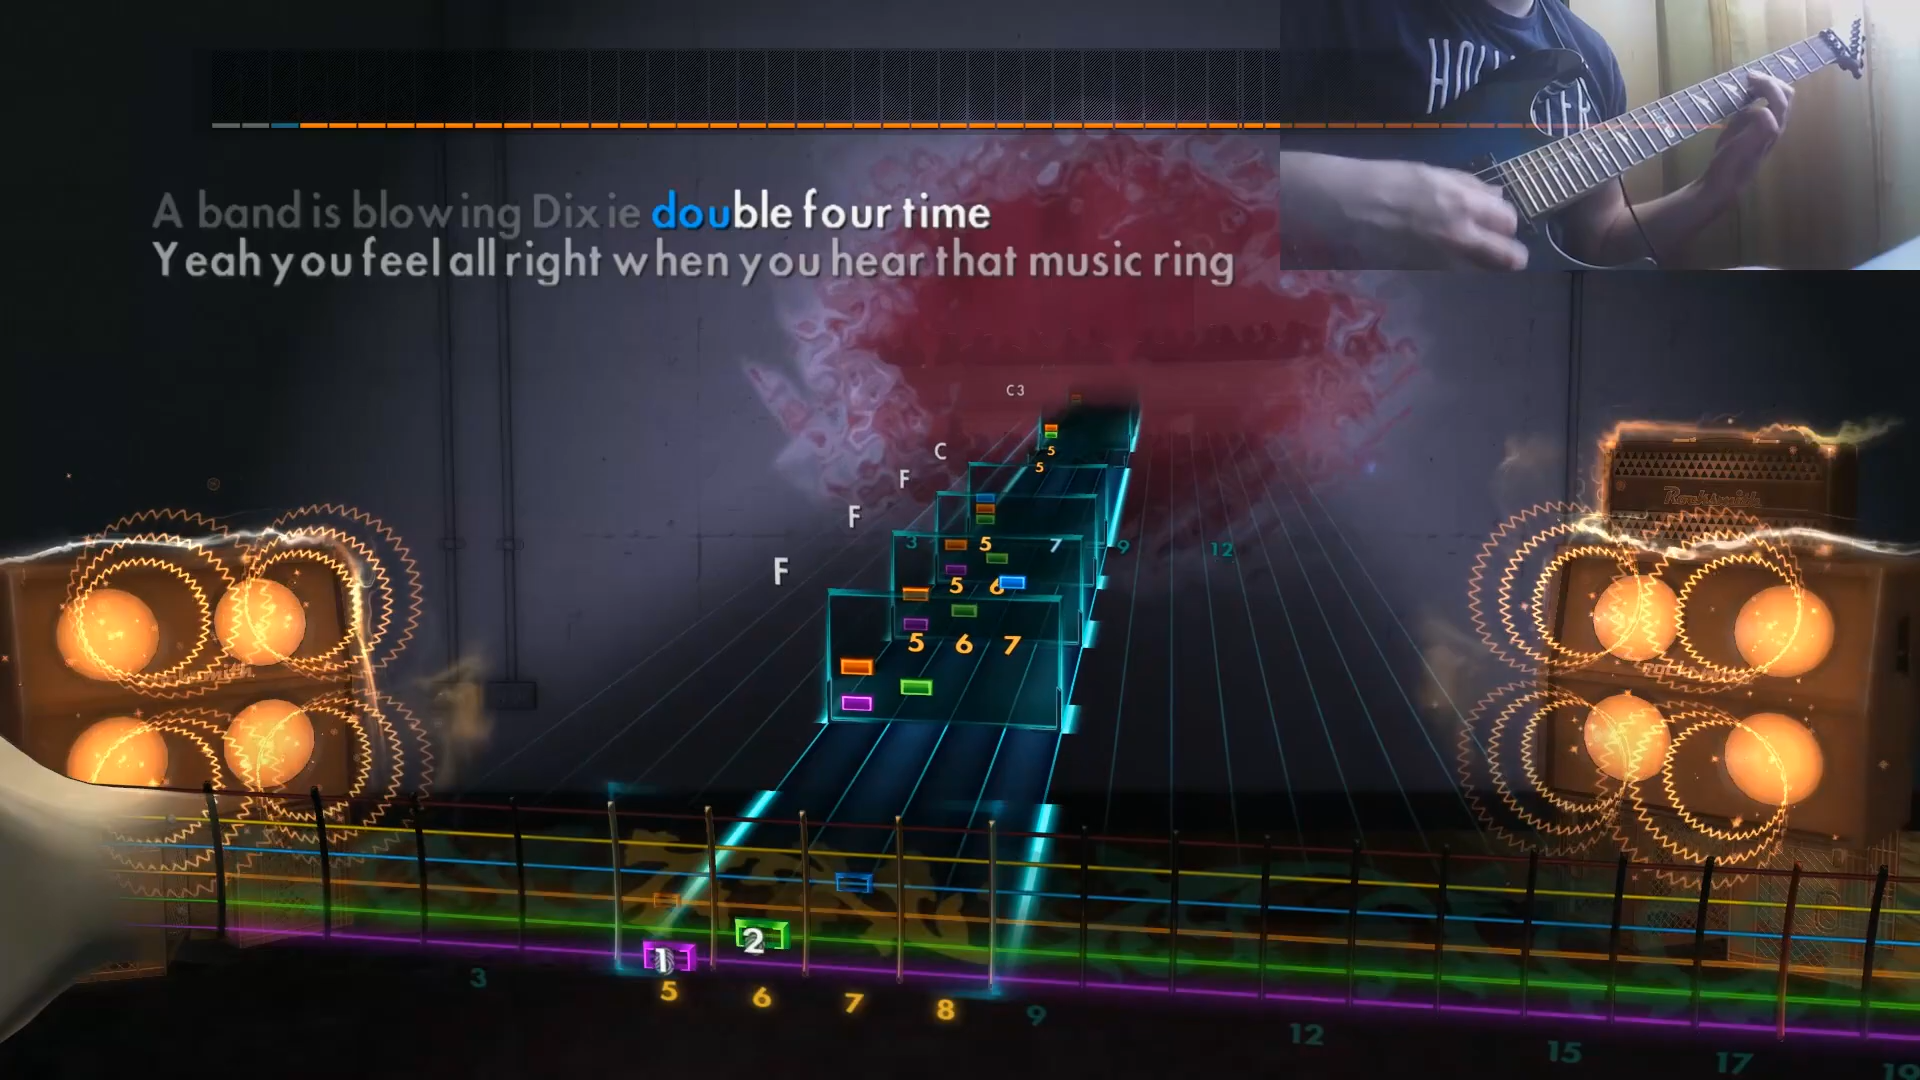 A band is blowing Dixie double four time
Yeah you feel all right when you hear that music ring
C3
C
F
F
F
5
5
3 5 7 9 12
5 6
5 6 7
Rocksmith
1 2
3 5 6 7 8 9 12 15 17 19